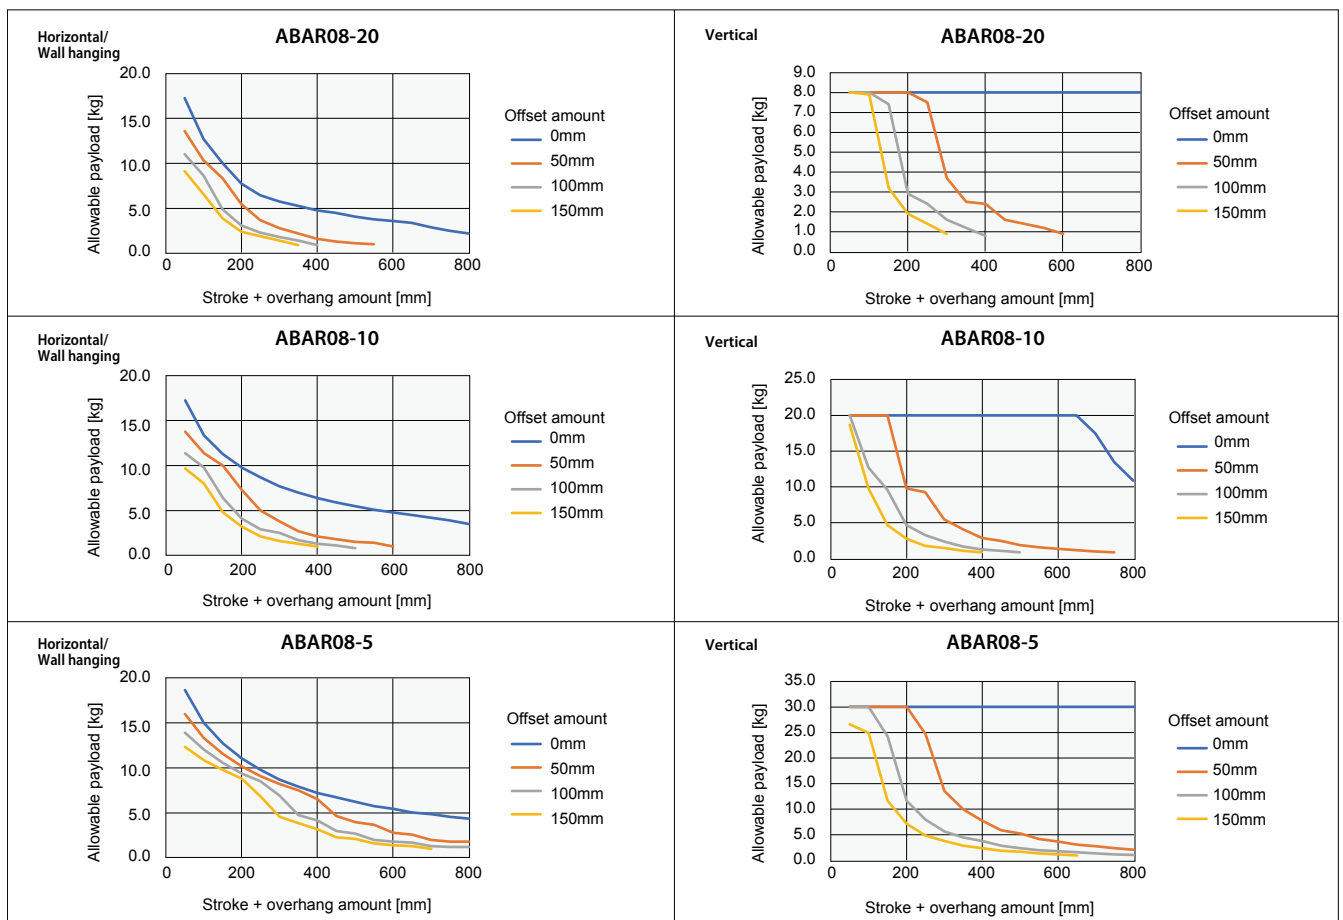 Horizontal/
Wall hanging
ABAR08-20
Allowable payload [kg]
20.0
15.0
10.0
5.0
0.0
0 200 400 600 800
Stroke + overhang amount [mm]
Offset amount
0mm
50mm
100mm
150mm
Vertical
ABAR08-20
Allowable payload [kg]
9.0
8.0
7.0
6.0
5.0
4.0
3.0
2.0
1.0
0.0
0 200 400 600 800
Stroke + overhang amount [mm]
Offset amount
0mm
50mm
100mm
150mm
Horizontal/
Wall hanging
ABAR08-10
Allowable payload [kg]
20.0
15.0
10.0
5.0
0.0
0 200 400 600 800
Stroke + overhang amount [mm]
Offset amount
0mm
50mm
100mm
150mm
Vertical
ABAR08-10
Allowable payload [kg]
25.0
20.0
15.0
10.0
5.0
0.0
0 200 400 600 800
Stroke + overhang amount [mm]
Offset amount
0mm
50mm
100mm
150mm
Horizontal/
Wall hanging
ABAR08-5
Allowable payload [kg]
20.0
15.0
10.0
5.0
0.0
0 200 400 600 800
Stroke + overhang amount [mm]
Offset amount
0mm
50mm
100mm
150mm
Vertical
ABAR08-5
Allowable payload [kg]
35.0
30.0
25.0
20.0
15.0
10.0
5.0
0.0
0 200 400 600 800
Stroke + overhang amount [mm]
Offset amount
0mm
50mm
100mm
150mm